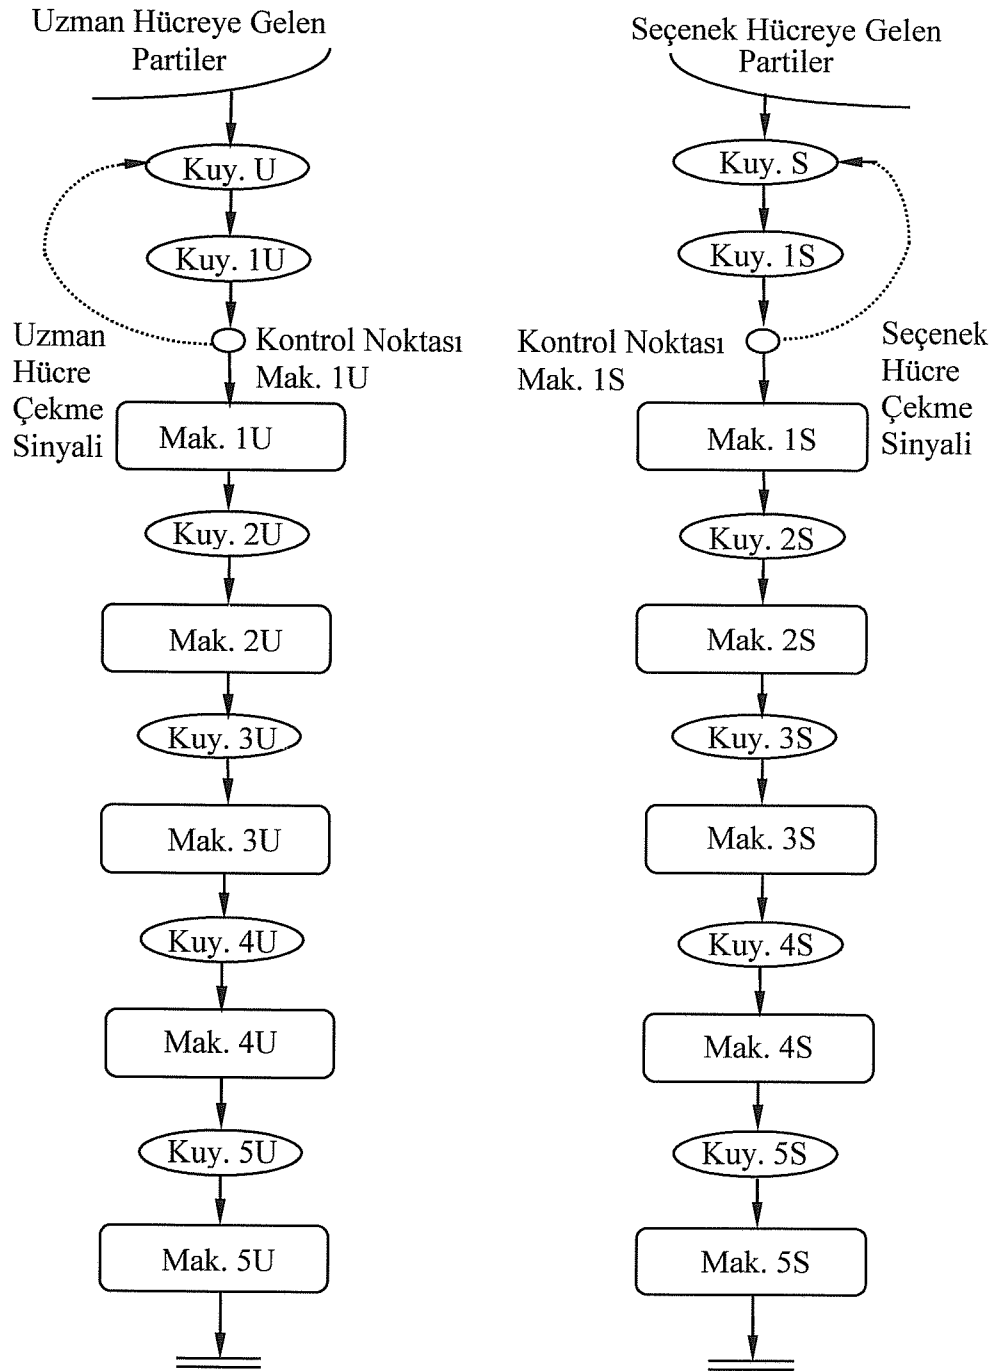 Uzman Hücreye Gelen
Partiler
Kuy. U
Kuy. 1U
Kontrol Noktası
Mak. 1U
Uzman
Hücre
Çekme
Sinyali
Mak. 1U
Kuy. 2U
Mak. 2U
Kuy. 3U
Mak. 3U
Kuy. 4U
Mak. 4U
Kuy. 5U
Mak. 5U
Seçenek Hücreye Gelen
Partiler
Kuy. S
Kuy. 1S
Kontrol Noktası
Mak. 1S
Seçenek
Hücre
Çekme
Sinyali
Mak. 1S
Kuy. 2S
Mak. 2S
Kuy. 3S
Mak. 3S
Kuy. 4S
Mak. 4S
Kuy. 5S
Mak. 5S